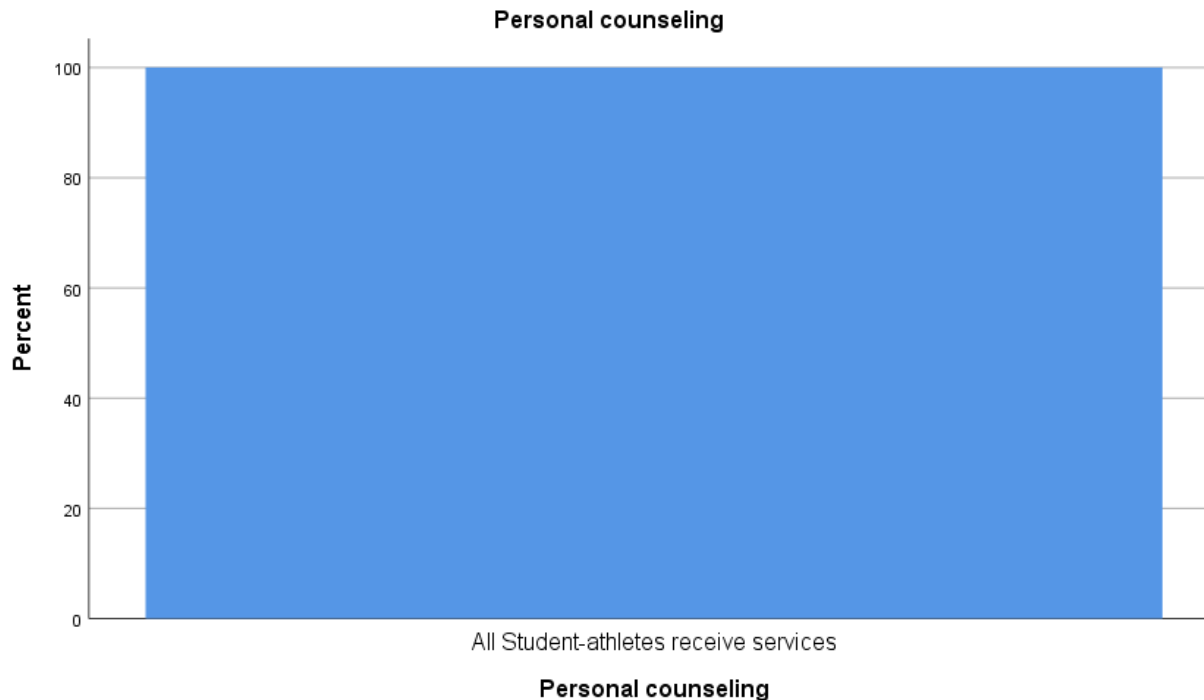 Personal counseling
100
80
60
40
20
0
Percent
All Student-athletes receive services
Personal counseling